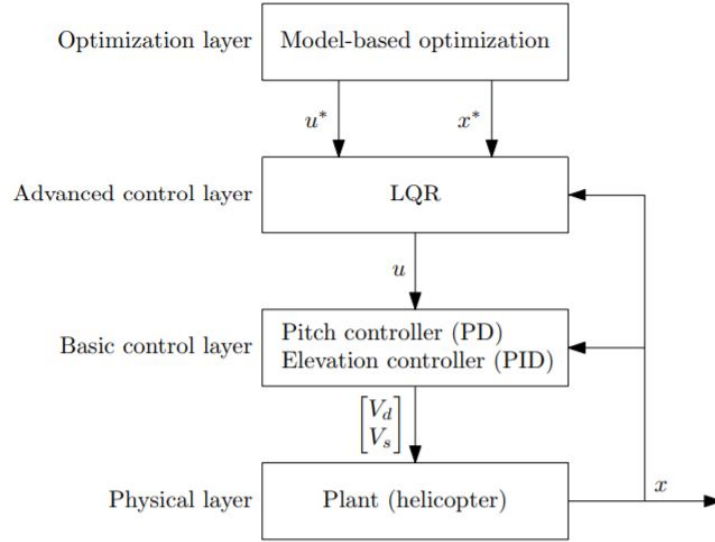 Optimization layer
Model-based optimization
u*
x*
Advanced control layer
LQR
u
Basic control layer
Pitch controller (PD)
Elevation controller (PID)
[V_d
V_s]
Physical layer
Plant (helicopter)
x